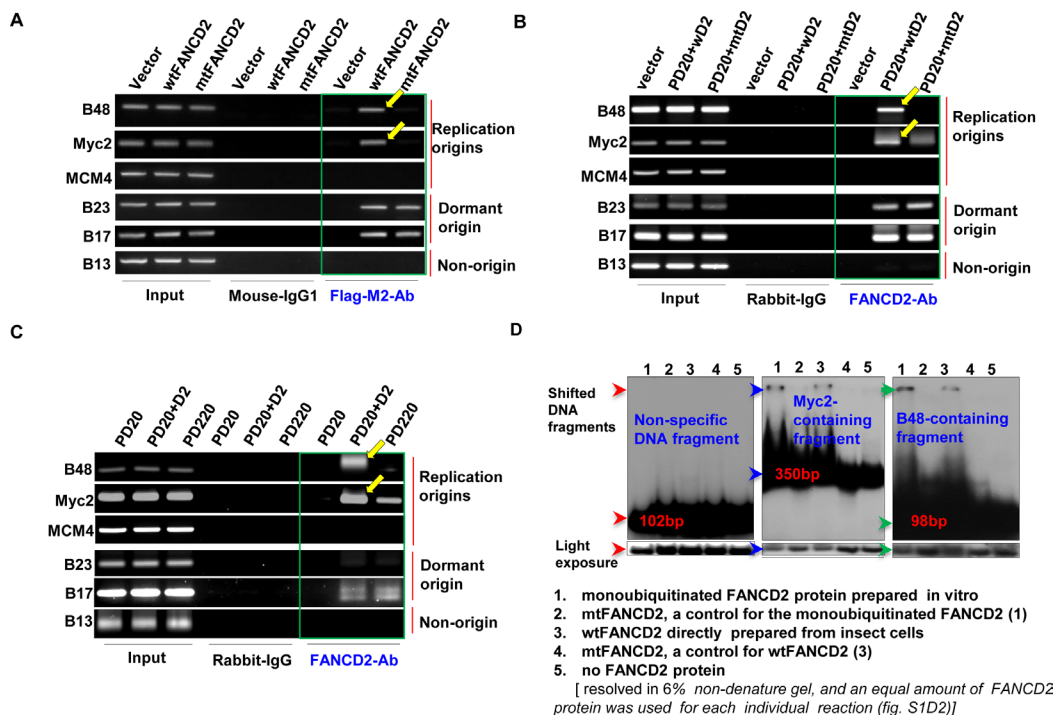 A
Vector
wtFANCD2
mtFANCD2
Vector
wtFANCD2
mtFANCD2
Vector
wtFANCD2
mtFANCD2
B48
Myc2
MCM4
B23
B17
B13
Replication
origins
Dormant
origin
Non-origin
Input
Mouse-IgG1
Flag-M2-Ab
B
vector
PD20+wD2
PD20+mtD2
vector
PD20+wD2
PD20+mtD2
vector
PD20+wtD2
PD20+mtD2
B48
Myc2
MCM4
B23
B17
B13
Replication
origins
Dormant
origin
Non-origin
Input
Rabbit-IgG
FANCD2-Ab
C
PD20
PD20+D2
PD220
PD20
PD20+D2
PD220
PD20
PD20+D2
PD220
B48
Myc2
MCM4
B23
B17
B13
Replication
origins
Dormant
origin
Non-origin
Input
Rabbit-IgG
FANCD2-Ab
D
1 2 3 4 5
1 2 3 4 5
1 2 3 4 5
Shifted
DNA
fragments
Non-specific
DNA fragment
102bp
Myc2-
containing
fragment
350bp
B48-containing
fragment
98bp
Light
exposure
1. monoubiquitinated FANCD2 protein prepared in vitro
2. mtFANCD2, a control for the monoubiquitinated FANCD2 (1)
3. wtFANCD2 directly prepared from insect cells
4. mtFANCD2, a control for wtFANCD2 (3)
5. no FANCD2 protein
[ resolved in 6% non-denature gel, and an equal amount of FANCD2
protein was used for each individual reaction (fig. S1D2)]